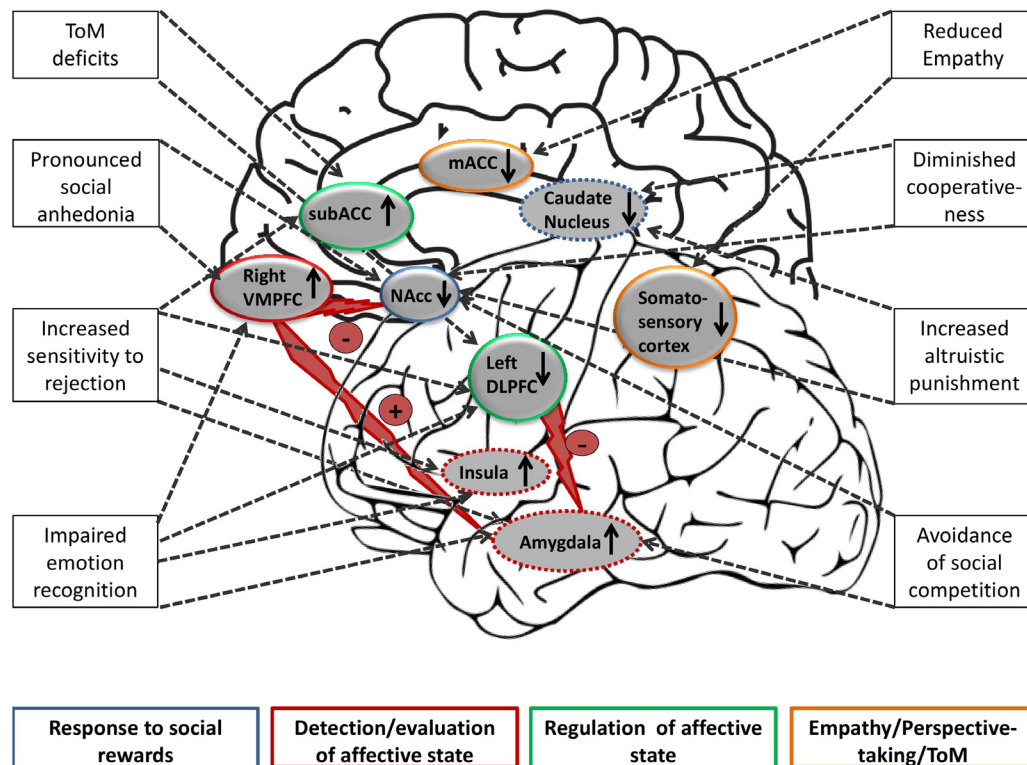 ToM
deficits
Reduced
Empathy
Pronounced
social
anhedonia
mACC
Diminished
cooperative-
ness
subACC
Caudate
Nucleus
Right
VMPFC
NAcc
Somato-
sensory
cortex
Increased
sensitivity to
rejection
-
Left
DLPFC
Increased
altruistic
punishment
+
-
Insula
Impaired
emotion
recognition
Amygdala
Avoidance
of social
competition
Response to social
rewards
Detection/evaluation
of affective state
Regulation of affective
state
Empathy/Perspective-
taking/ToM